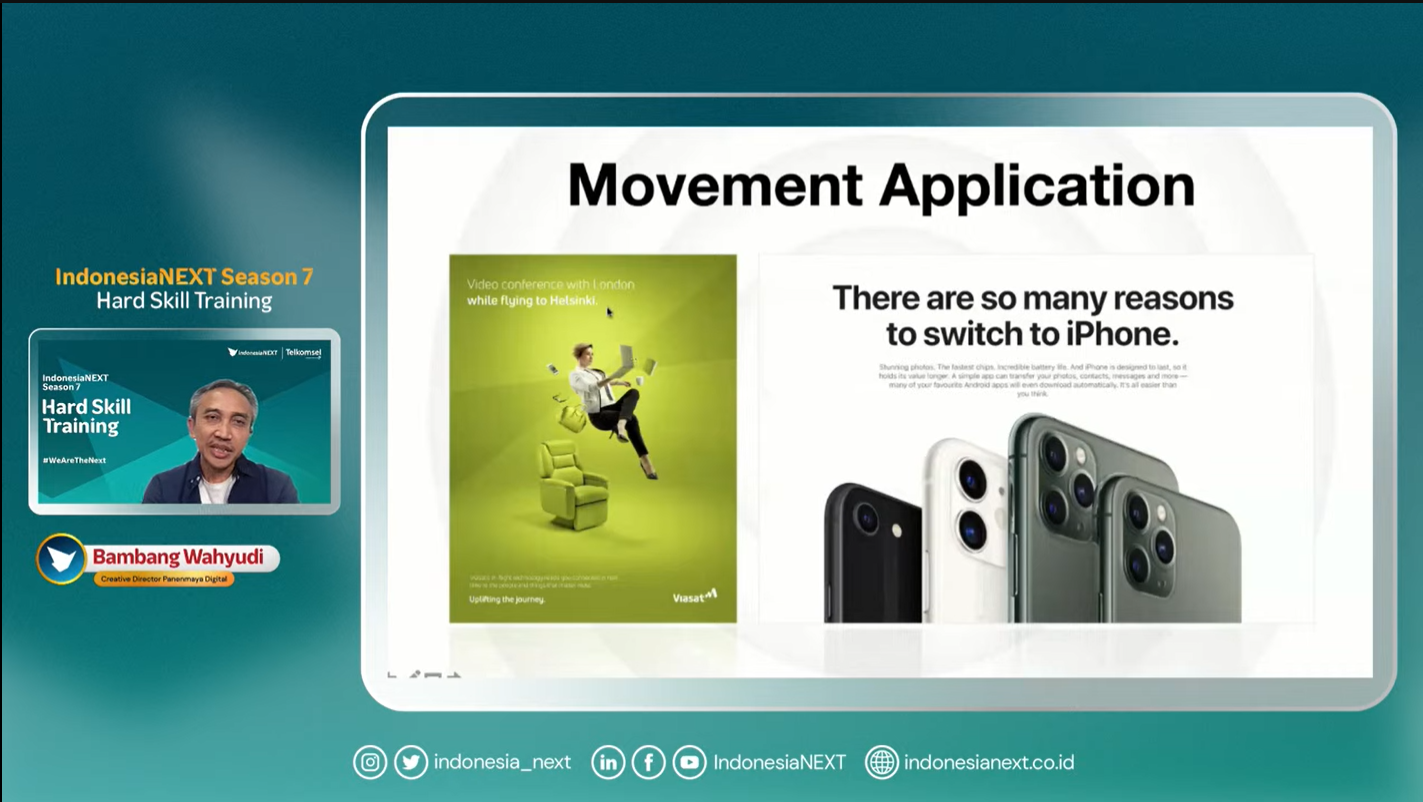 IndonesiaNEXT Season 7
Hard Skill Training
IndonesiaNEXT
Telkomsel
IndonesiaNEXT
Season 7
Hard Skill
Training
#WeAreTheNext
Bambang Wahyudi
Creative Director Panenmaya Digital
Movement Application
Video conference with London
while flying to Helsinki.
Uplifting the journey.
Viasat
There are so many reasons
to switch to iPhone.
Stunning photos. The fastest chips. Incredible battery life. And iPhone is designed to last, so it
holds its value longer. A simple app can transfer your photos, contacts, messages and more—
many of your favourite Android apps will even download automatically. It's all easier than
you think.
indonesia_next
IndonesiaNEXT
indonesianext.co.id